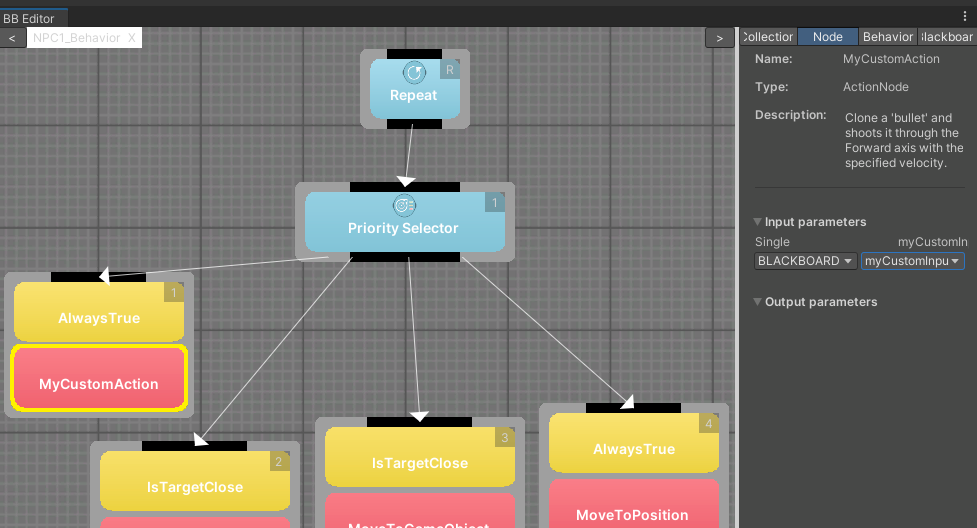 BB Editor
<
NPC1_Behavior X
>
Collection
Node
Behavior
Blackboar
Name: MyCustomAction
Type: ActionNode
Description: Clone a 'bullet' and
shoots it through the
Forward axis with the
specified velocity.
Input parameters
Single myCustomIn
BLACKBOARD myCustomInpu
Output parameters
R
Repeat
1
Priority Selector
1
AlwaysTrue
MyCustomAction
2
IsTargetClose
3
IsTargetClose
MoveToGameObject
4
AlwaysTrue
MoveToPosition